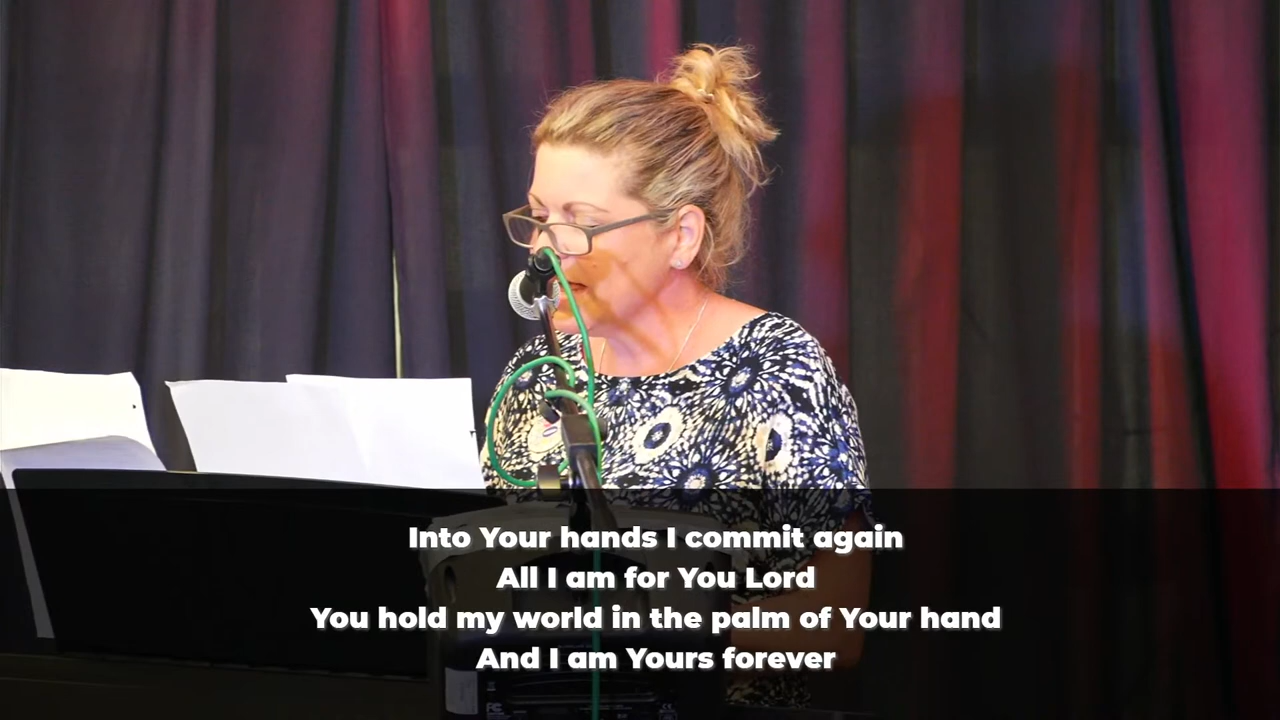 Into Your hands I commit again
All I am for You Lord
You hold my world in the palm of Your hand
And I am Yours forever